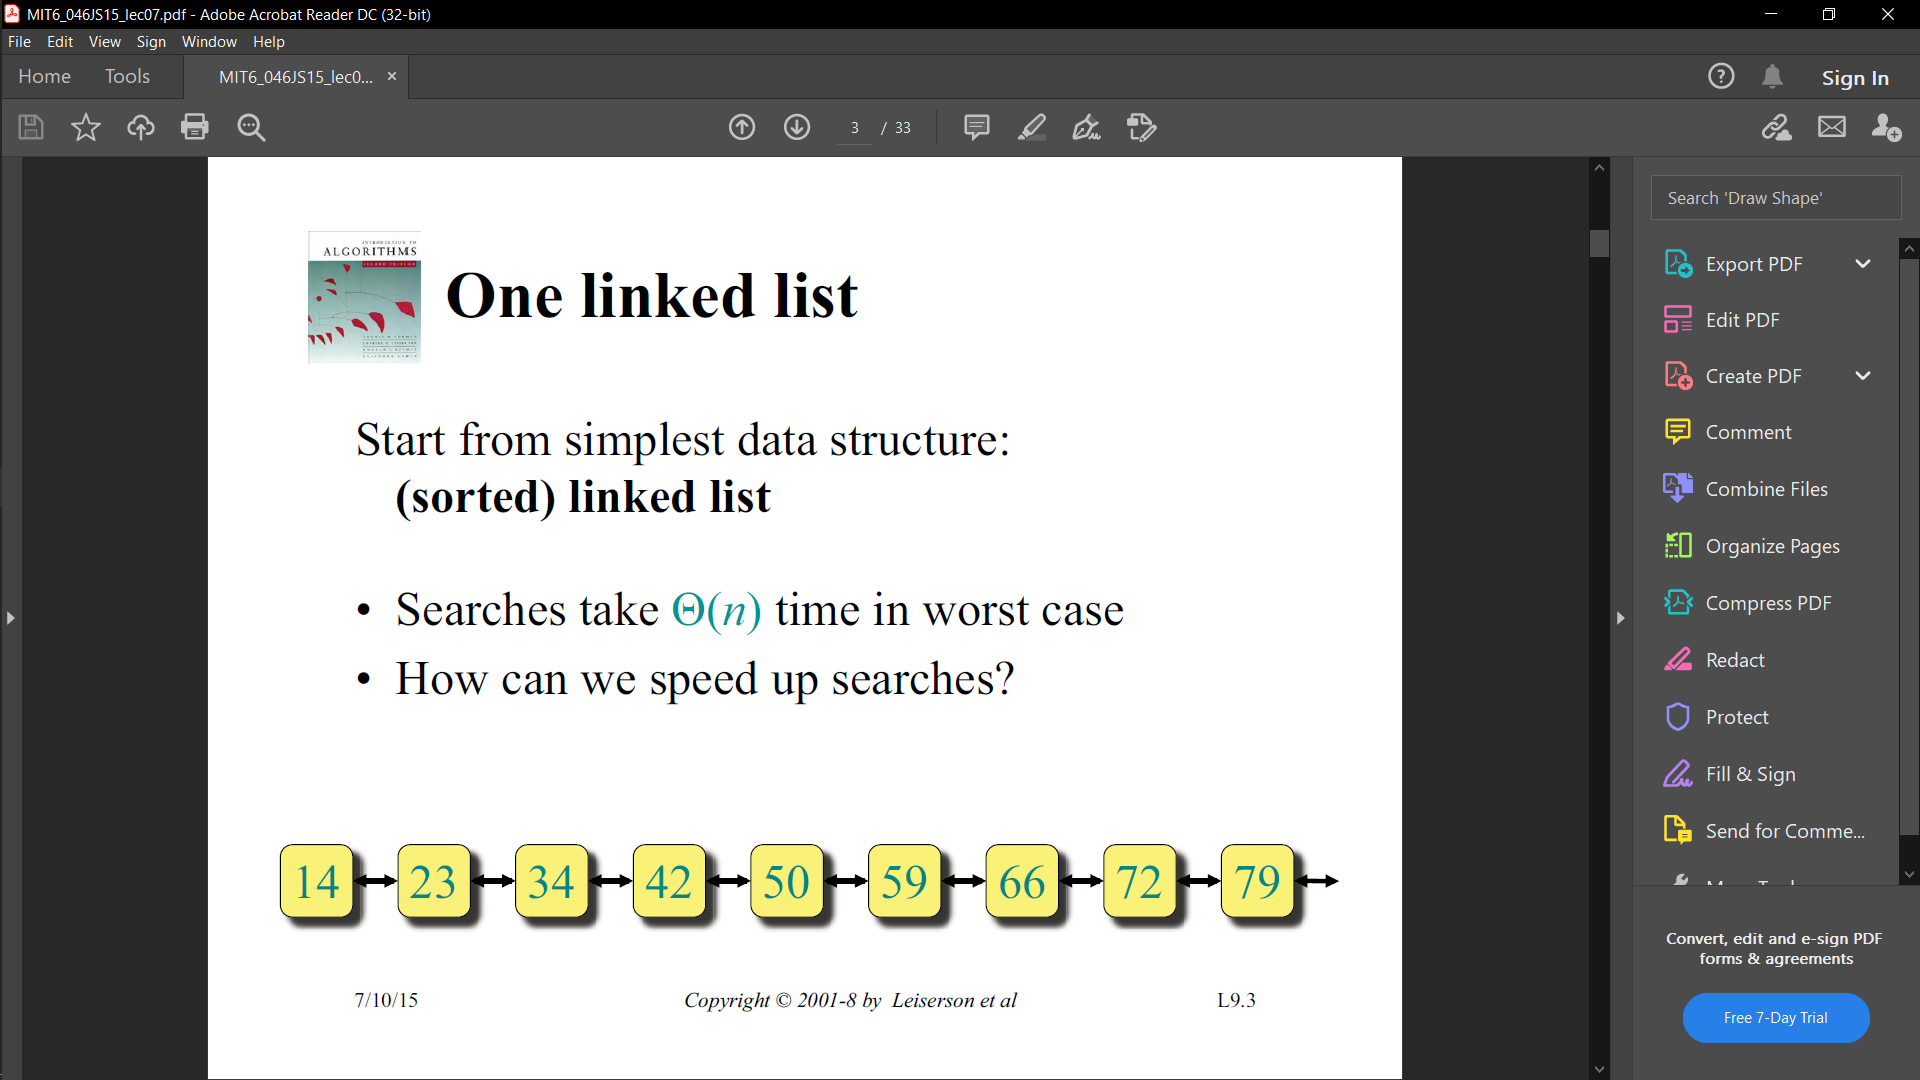 MIT6_046JS15_lec07.pdf - Adobe Acrobat Reader DC (32-bit)
File Edit View Sign Window Help
Home Tools MIT6_046JS15_lec0... × Sign In
3 / 33
Search 'Draw Shape'
Export PDF
Edit PDF
Create PDF
Comment
Combine Files
Organize Pages
Compress PDF
Redact
Protect
Fill & Sign
Send for Comme...
Convert, edit and e-sign PDF
forms & agreements
Free 7-Day Trial
INTRODUCTION TO
ALGORITHMS
One linked list
Start from simplest data structure:
(sorted) linked list
• Searches take Θ(n) time in worst case
• How can we speed up searches?
14 23 34 42 50 59 66 72 79
7/10/15 Copyright © 2001-8 by Leiserson et al L9.3